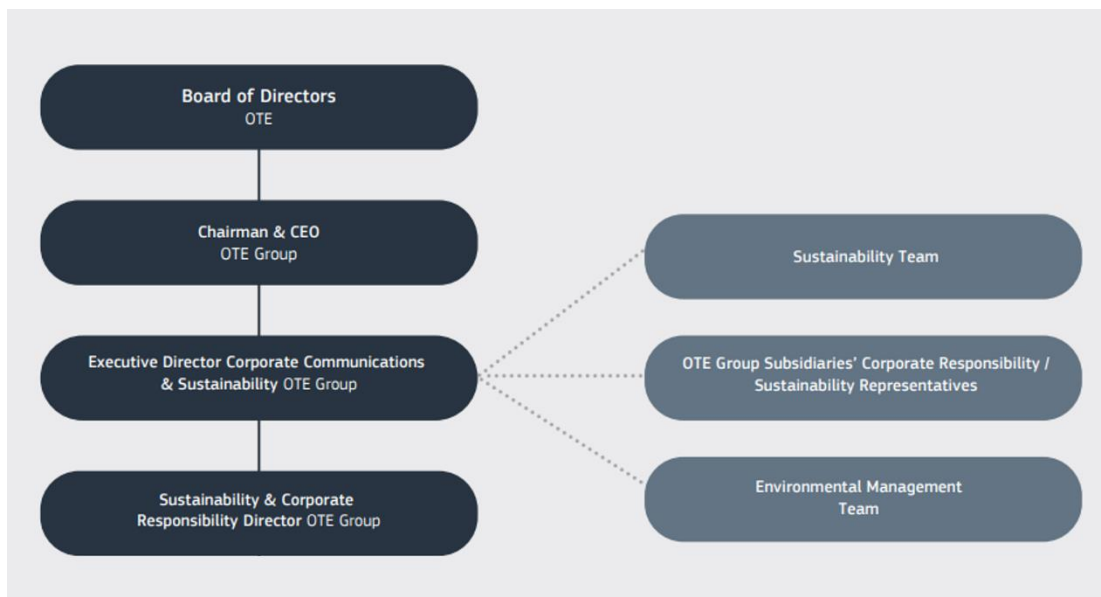 Board of Directors
OTE
Chairman & CEO
OTE Group
Executive Director Corporate Communications
& Sustainability OTE Group
Sustainability & Corporate
Responsibility Director OTE Group
Sustainability Team
OTE Group Subsidiaries’ Corporate Responsibility /
Sustainability Representatives
Environmental Management
Team